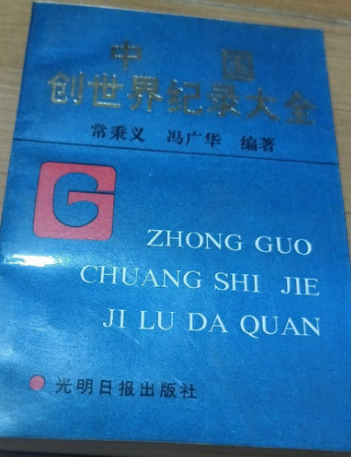 中 国
创世界纪录大全
常秉义 冯广华 编著
G
ZHONG GUO
CHUANG SHI JIE
JI LU DA QUAN
光明日报出版社